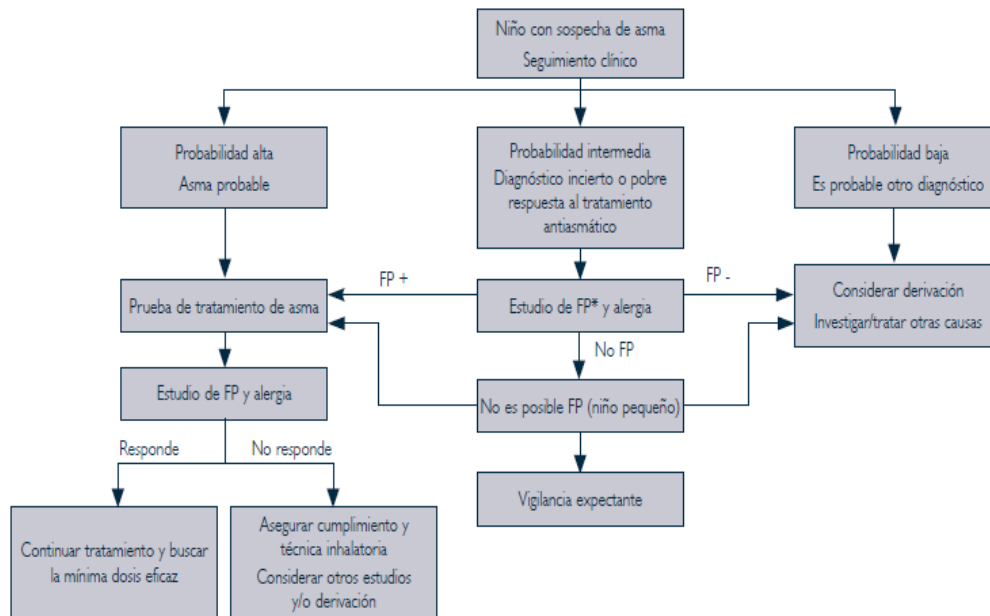 Niño con sospecha de asma
Seguimiento clínico
Probabilidad alta
Asma probable
Probabilidad intermedia
Diagnóstico incierto o pobre
respuesta al tratamiento
antiasmático
Probabilidad baja
Es probable otro diagnóstico
FP +
FP -
Prueba de tratamiento de asma
Estudio de FP* y alergia
Considerar derivación
Investigar/tratar otras causas
No FP
Estudio de FP y alergia
No es posible FP (niño pequeño)
Responde
No responde
Vigilancia expectante
Continuar tratamiento y buscar
la mínima dosis eficaz
Asegurar cumplimiento y
técnica inhalatoria
Considerar otros estudios
y/o derivación